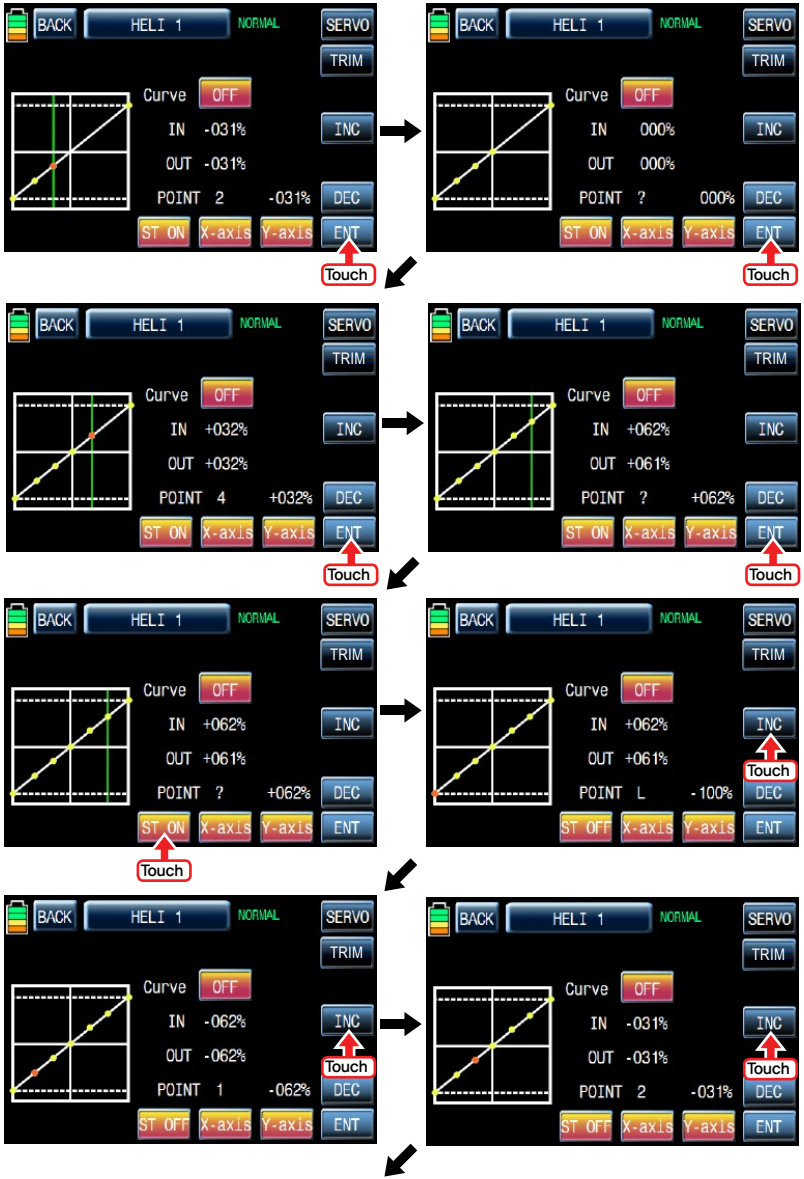 BACK HELI 1 NORMAL SERVO
TRIM
Curve OFF
IN -031% INC
OUT -031%
POINT 2 -031% DEC
ST ON X-axis Y-axis ENT
Touch
BACK HELI 1 NORMAL SERVO
TRIM
Curve OFF
IN 000% INC
OUT 000%
POINT ? 000% DEC
ST ON X-axis Y-axis ENT
Touch
BACK HELI 1 NORMAL SERVO
TRIM
Curve OFF
IN +032% INC
OUT +032%
POINT 4 +032% DEC
ST ON X-axis Y-axis ENT
Touch
BACK HELI 1 NORMAL SERVO
TRIM
Curve OFF
IN +062% INC
OUT +061%
POINT ? +062% DEC
ST ON X-axis Y-axis ENT
Touch
BACK HELI 1 NORMAL SERVO
TRIM
Curve OFF
IN +062% INC
OUT +061%
POINT ? +062% DEC
ST ON X-axis Y-axis ENT
Touch
BACK HELI 1 NORMAL SERVO
TRIM
Curve OFF
IN +062% INC
OUT +061%
Touch
POINT L -100% DEC
ST OFF X-axis Y-axis ENT
BACK HELI 1 NORMAL SERVO
TRIM
Curve OFF
IN -062% INC
OUT -062%
Touch
POINT 1 -062% DEC
ST OFF X-axis Y-axis ENT
BACK HELI 1 NORMAL SERVO
TRIM
Curve OFF
IN -031% INC
OUT -031%
Touch
POINT 2 -031% DEC
ST OFF X-axis Y-axis ENT